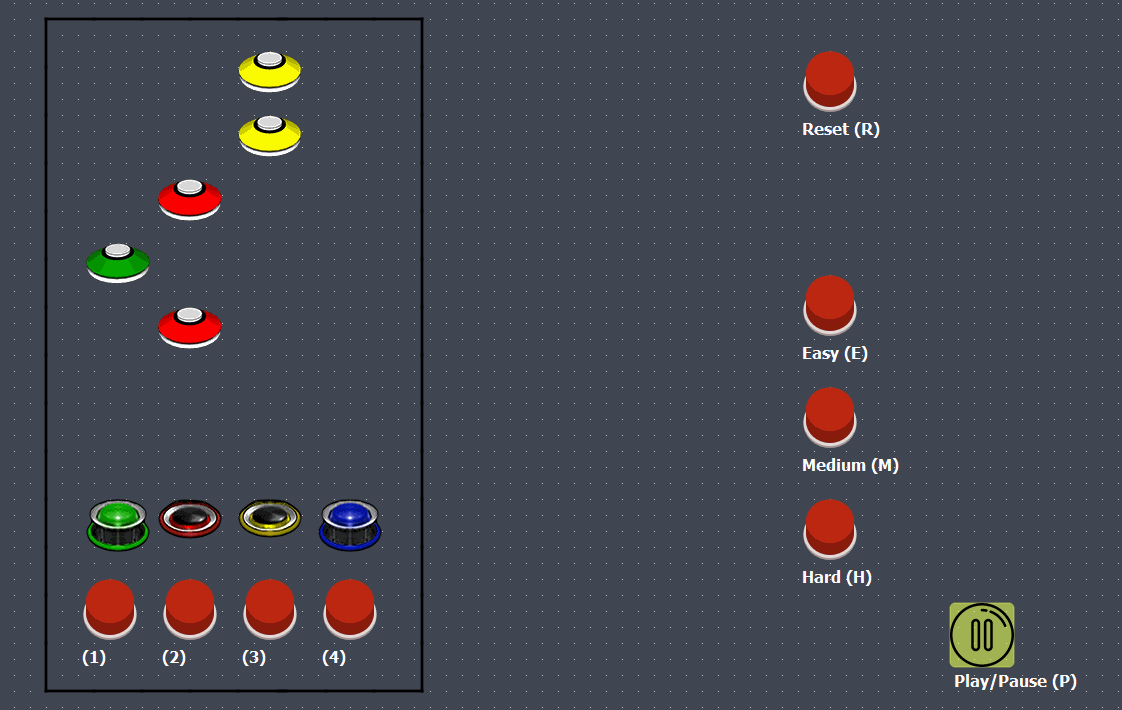 Reset (R)
Easy (E)
Medium (M)
Hard (H)
(1) (2) (3) (4)
Play/Pause (P)